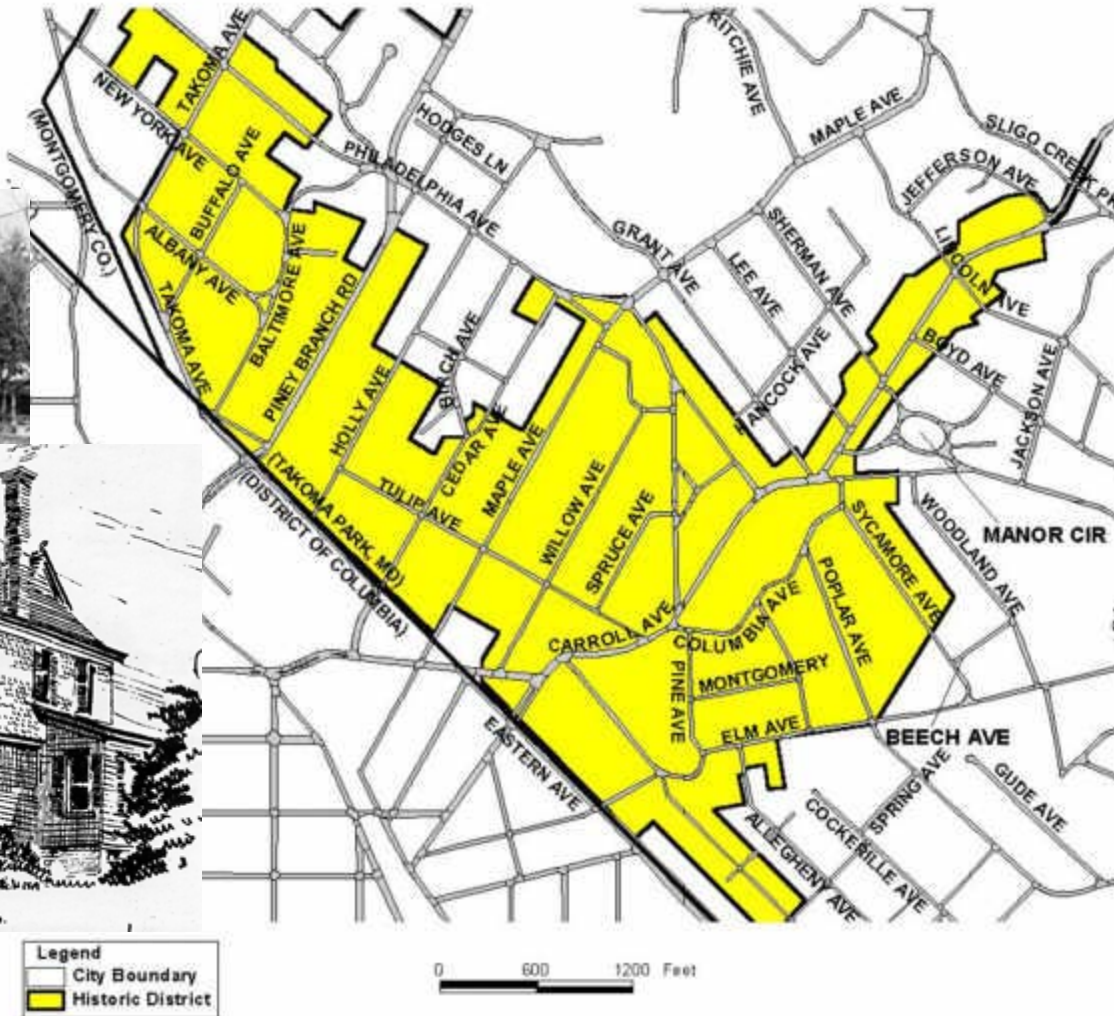 TAKOMA AVE
RITCHIE AVE
NEW YORK AVE
HODGES LN
MAPLE AVE
SLIGO CREEK
(MONTGOMERY CO.)
BUFFALO AVE
PHILADELPHIA AVE
JEFFERSON AVE
ALBANY AVE
BALTIMORE AVE
GRANT AVE
SHERMAN AVE
LEE AVE
LINCOLN AVE
TAKOMA AVE
PINEY BRANCH RD
HOLLY AVE
BIRCH AVE
HANCOCK AVE
BOYD AVE
JACKSON AVE
CEDAR AVE
MAPLE AVE
(TAKOMA PARK, MD)
(DISTRICT OF COLUMBIA)
TULIP AVE
WILLOW AVE
SPRUCE AVE
SYCAMORE AVE
WOODLAND AVE
MANOR CIR
POPLAR AVE
CARROLL AVE
COLUMBIA AVE
PINE AVE
MONTGOMERY
ELM AVE
BEECH AVE
EASTERN AVE
SPRING AVE
GUDE AVE
COCKERILLE AVE
ALLEGHENY AVE
Legend
City Boundary
Historic District
0 600 1200 Feet